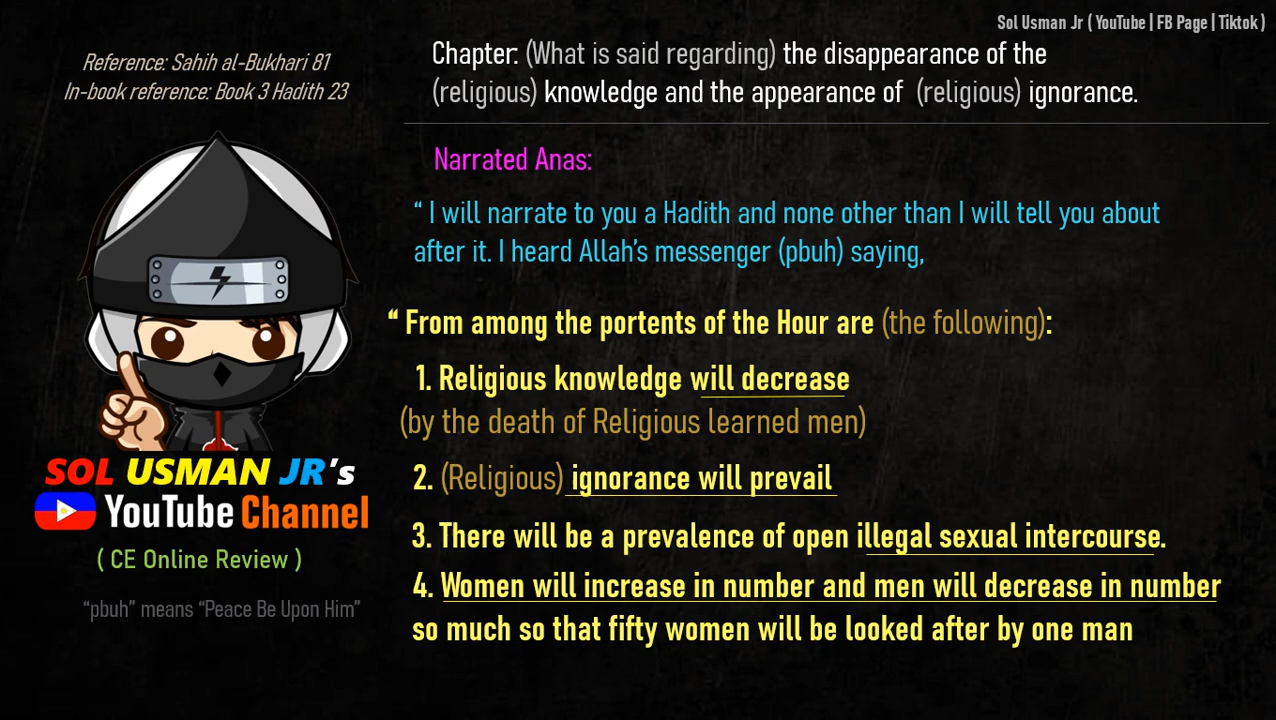 Sol Usman Jr ( YouTube | FB Page | Tiktok )
Reference: Sahih al-Bukhari 81
In-book reference: Book 3 Hadith 23
Chapter: (What is said regarding) the disappearance of the
(religious) knowledge and the appearance of (religious) ignorance.
Narrated Anas:
“ I will narrate to you a Hadith and none other than I will tell you about
after it. I heard Allah’s messenger (pbuh) saying,
“ From among the portents of the Hour are (the following):
1. Religious knowledge will decrease
(by the death of Religious learned men)
2. (Religious) ignorance will prevail
3. There will be a prevalence of open illegal sexual intercourse.
4. Women will increase in number and men will decrease in number
so much so that fifty women will be looked after by one man
SOL USMAN JR’s
YouTube Channel
( CE Online Review )
“pbuh” means “Peace Be Upon Him”